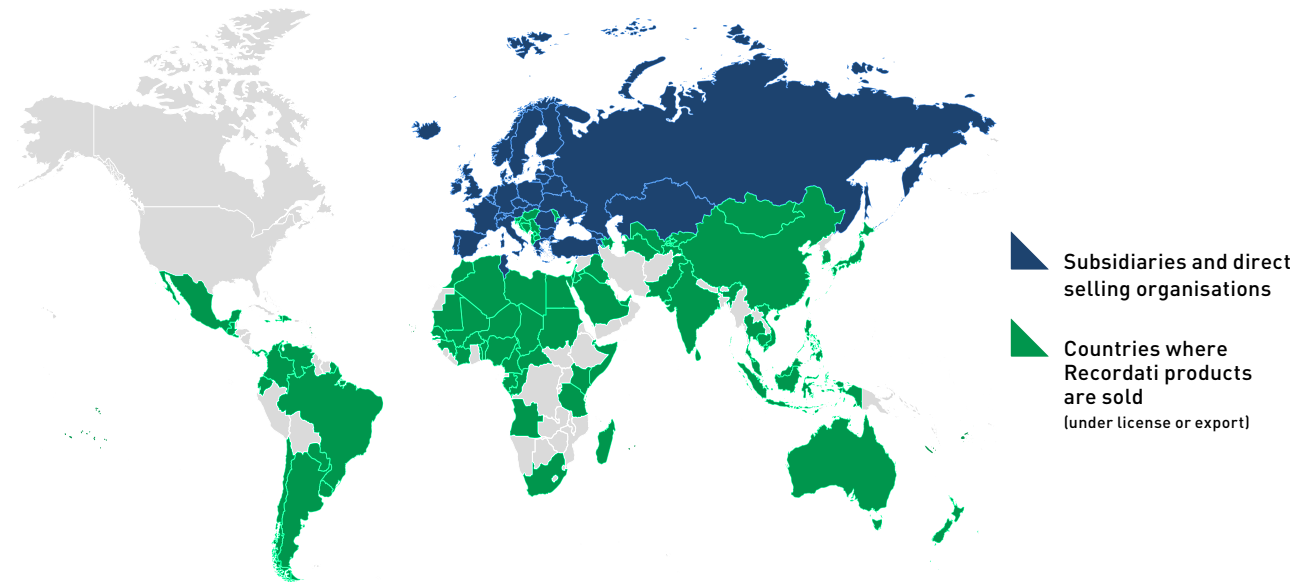 Subsidiaries and direct
selling organisations
Countries where
Recordati products
are sold
(under license or export)